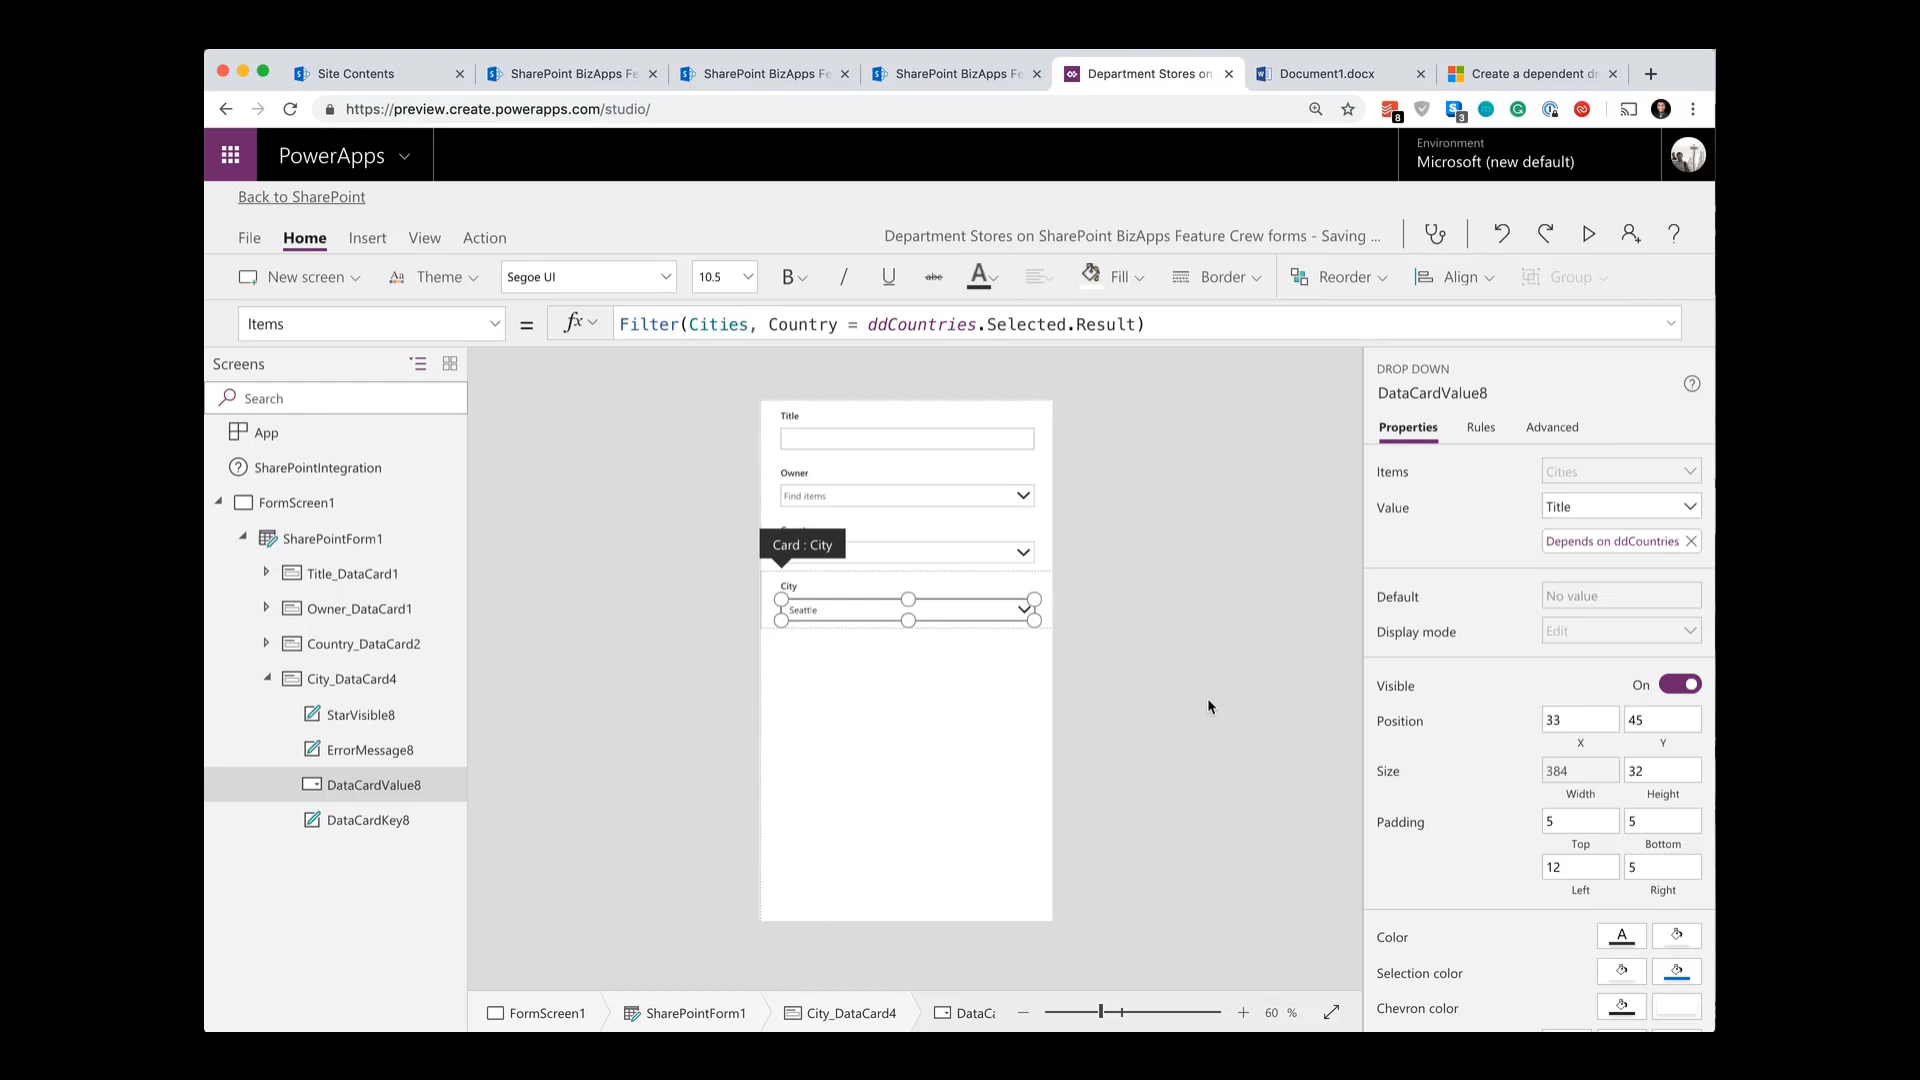 Site Contents
SharePoint BizApps Fe
SharePoint BizApps Fe
SharePoint BizApps Fe
Department Stores on
Document1.docx
Create a dependent dr
https://preview.create.powerapps.com/studio/
8
3
PowerApps
Environment
Microsoft (new default)
Back to SharePoint
File
Home
Insert
View
Action
Department Stores on SharePoint BizApps Feature Crew forms - Saving ...
?
New screen
Aa Theme
Segoe UI
10.5
B
/
U
abc
A
Fill
Border
Reorder
Align
Group
Items
=
fx
Filter(Cities, Country = ddCountries.Selected.Result)
Screens
Search
App
SharePointIntegration
FormScreen1
SharePointForm1
Title_DataCard1
Owner_DataCard1
Country_DataCard2
City_DataCard4
StarVisible8
ErrorMessage8
DataCardValue8
DataCardKey8
Title
Owner
Find items
Card : City
City
Seattle
FormScreen1
SharePointForm1
City_DataCard4
DataCa
60 %
DROP DOWN
DataCardValue8
?
Properties
Rules
Advanced
Items
Cities
Value
Title
Depends on ddCountries
Default
No value
Display mode
Edit
Visible
On
Position
33
45
X
Y
Size
384
32
Width
Height
Padding
5
5
Top
Bottom
12
5
Left
Right
Color
A
Selection color
Chevron color